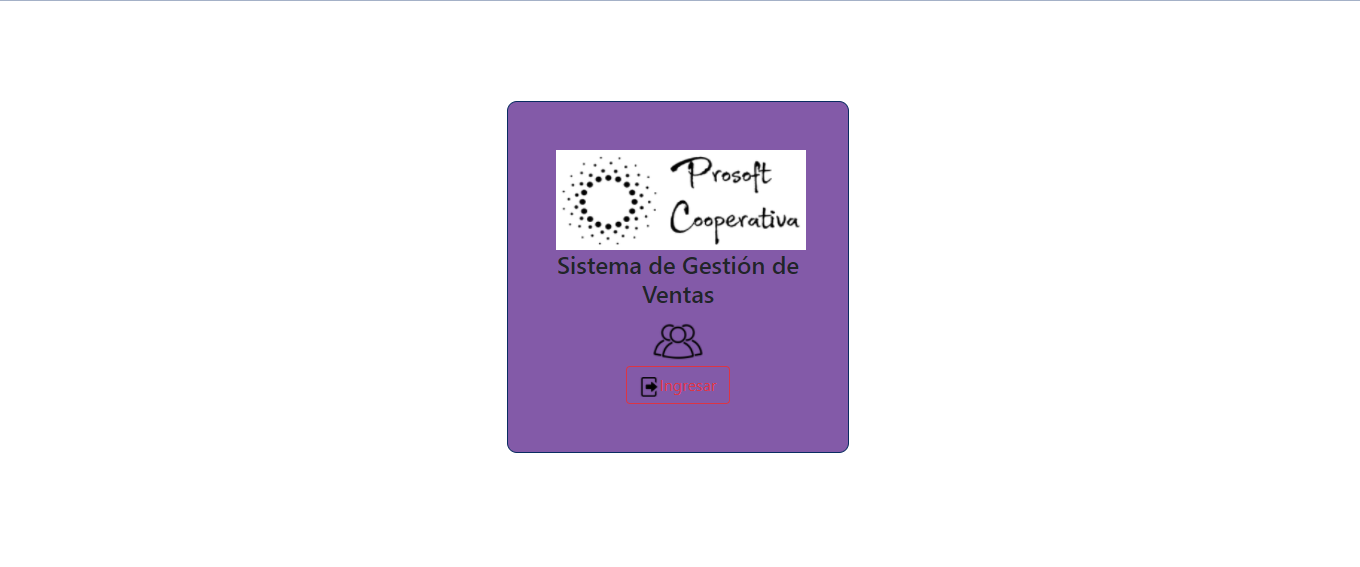 Prosoft
Cooperativa
Sistema de Gestión de
Ventas
Ingresar